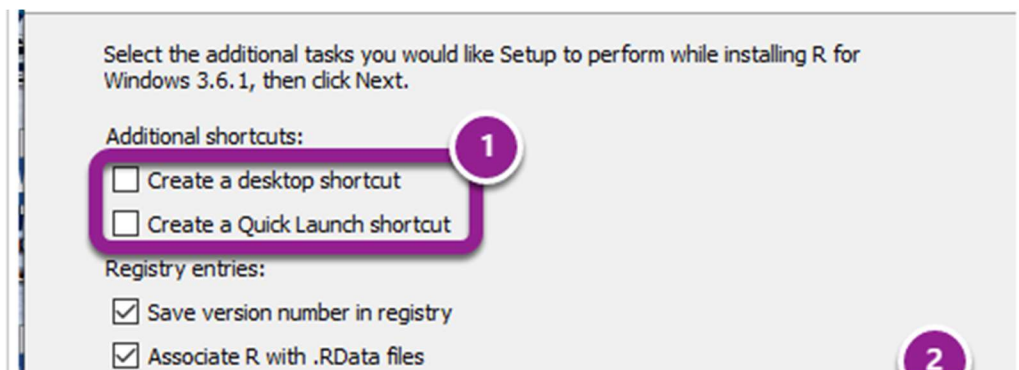 Select the additional tasks you would like Setup to perform while installing R for
Windows 3.6.1, then click Next.
Additional shortcuts:
1
Create a desktop shortcut
Create a Quick Launch shortcut
Registry entries:
Save version number in registry
Associate R with .RData files
2